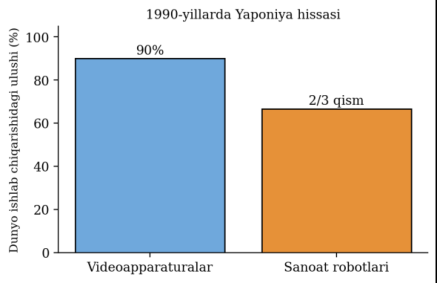 1990-yillarda Yaponiya hissasi
Dunyo ishlab chiqarishidagi ulushi (%)
100
80
60
40
20
0
90%
2/3 qism
Videoapparaturalar
Sanoat robotlari